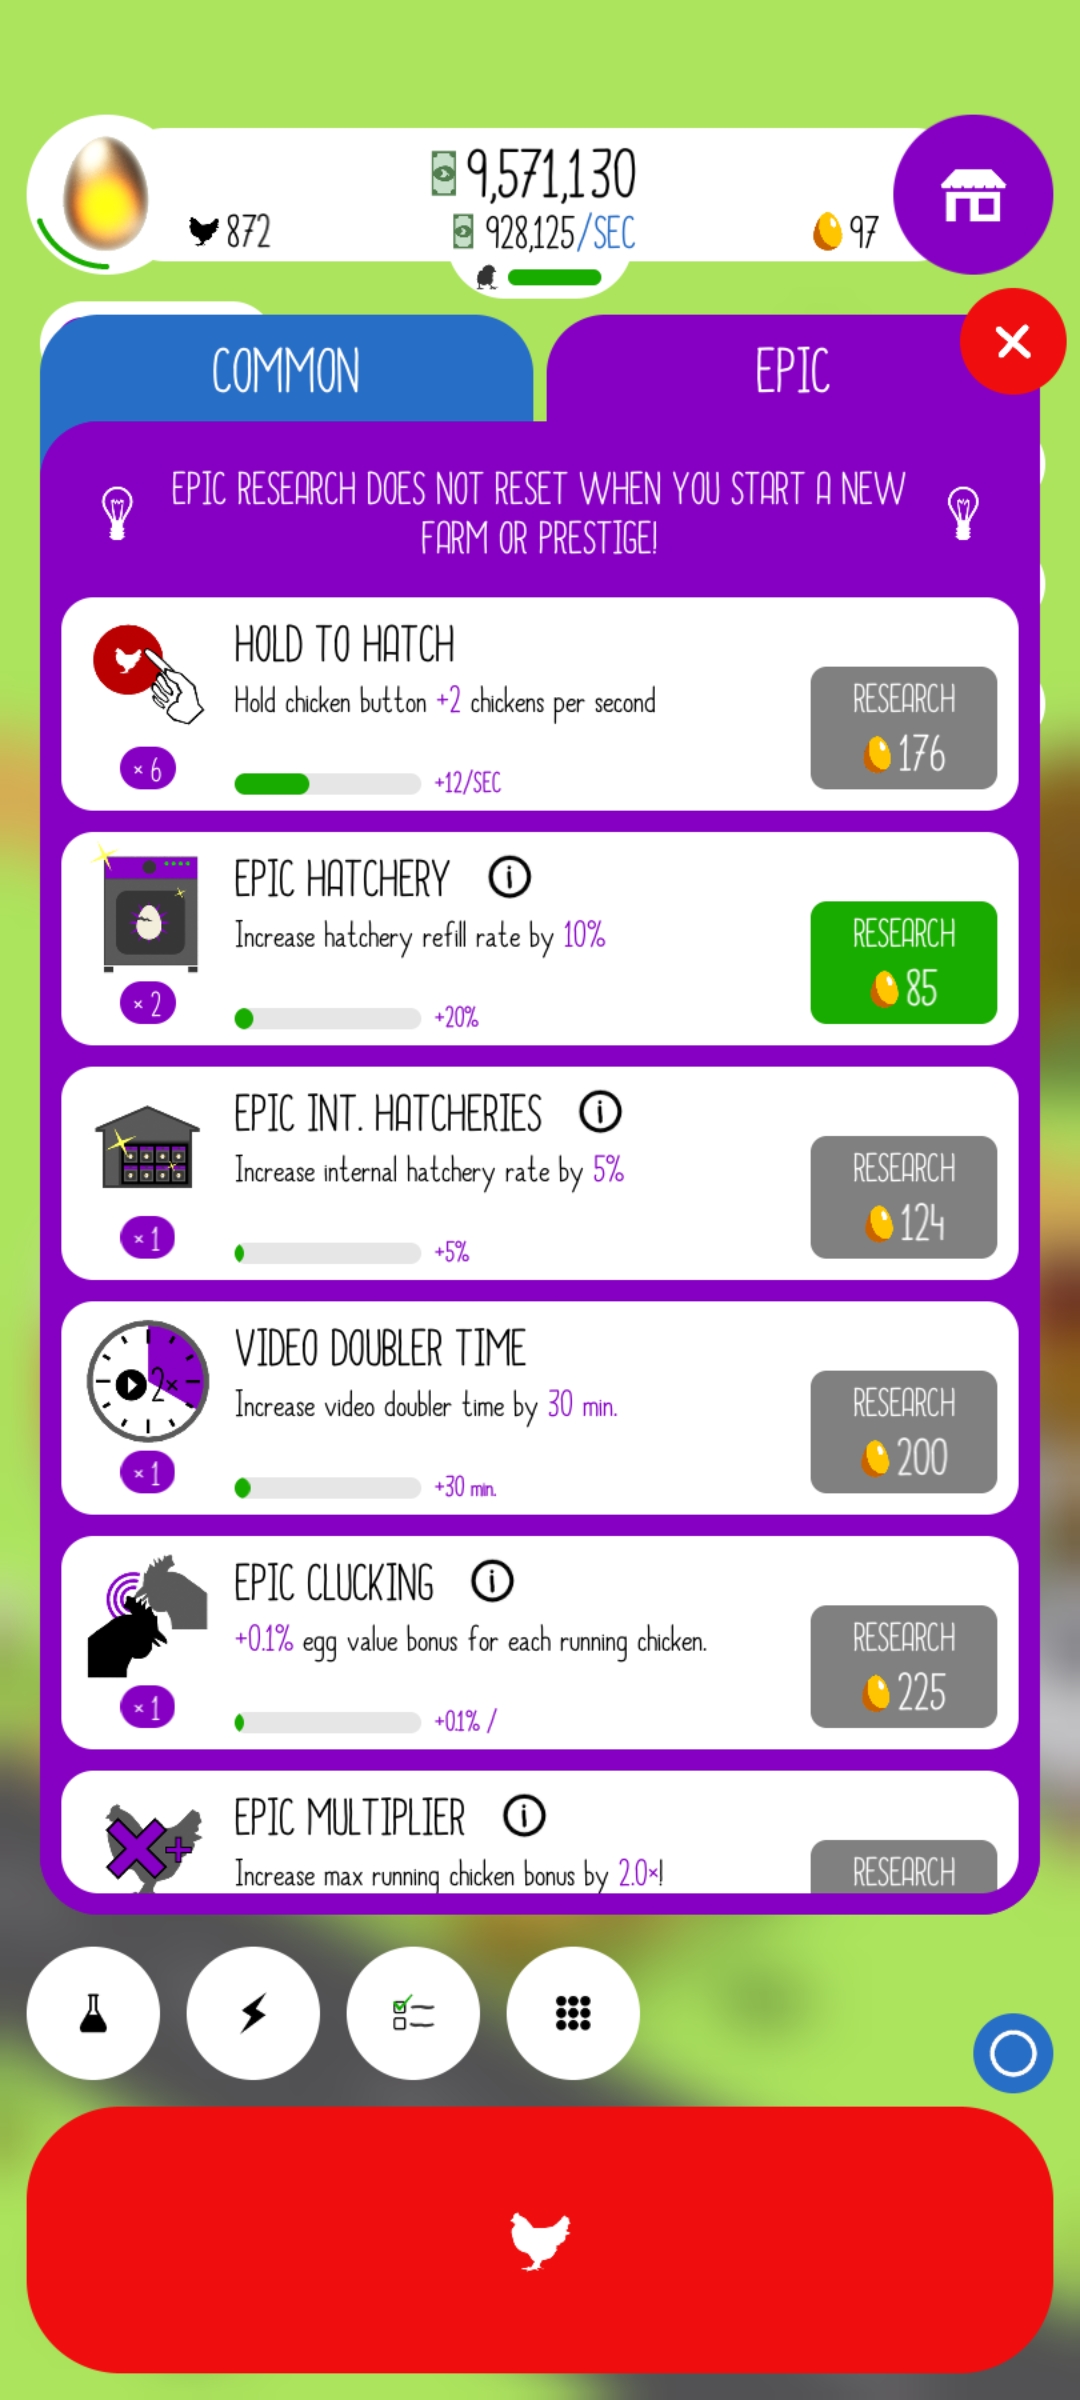 9,571,130
872
928,125/SEC
97
COMMON
EPIC
EPIC RESEARCH DOES NOT RESET WHEN YOU START A NEW
FARM OR PRESTIGE!
HOLD TO HATCH
Hold chicken button +2 chickens per second
RESEARCH
176
× 6
+12/SEC
EPIC HATCHERY
Increase hatchery refill rate by 10%
RESEARCH
85
× 2
+20%
EPIC INT. HATCHERIES
Increase internal hatchery rate by 5%
RESEARCH
124
× 1
+5%
VIDEO DOUBLER TIME
2×
Increase video doubler time by 30 min.
RESEARCH
200
× 1
+30 min.
EPIC CLUCKING
+0.1% egg value bonus for each running chicken.
RESEARCH
225
× 1
+0.1% /
EPIC MULTIPLIER
Increase max running chicken bonus by 2.0×!
RESEARCH